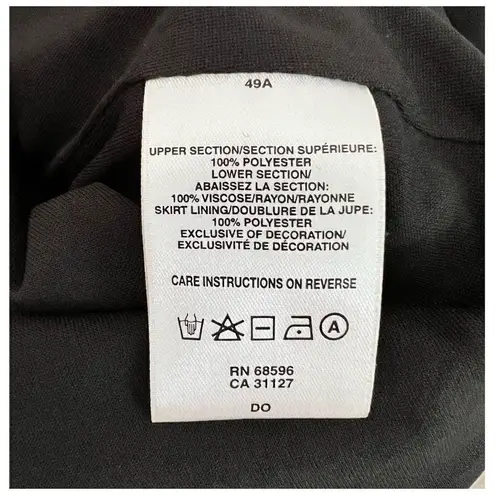 49A
UPPER SECTION/SECTION SUPÉRIEURE:
100% POLYESTER
LOWER SECTION/
ABAISSEZ LA SECTION:
100% VISCOSE/RAYON/RAYONNE
SKIRT LINING/DOUBLURE DE LA JUPE:
100% POLYESTER
EXCLUSIVE OF DECORATION/
EXCLUSIVITÉ DE DÉCORATION
CARE INSTRUCTIONS ON REVERSE
A
RN 68596
CA 31127
DO